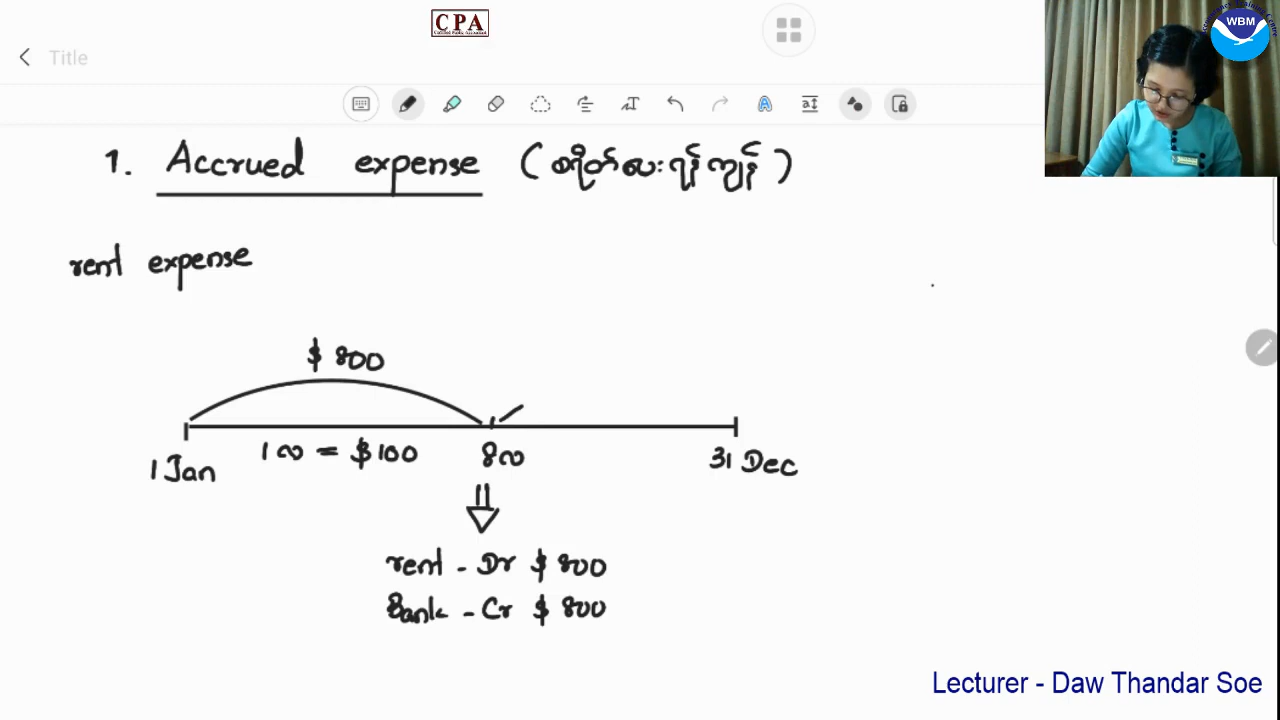 CPA
Title
WBM
1. Accrued expense (စရိတ်ပေးရန်ကျန်)
rent expense
$ 800
1 လ = $100
8လ
1 Jan
31 Dec
rent - Dr $ 800
Bank - Cr $ 800
Lecturer - Daw Thandar Soe